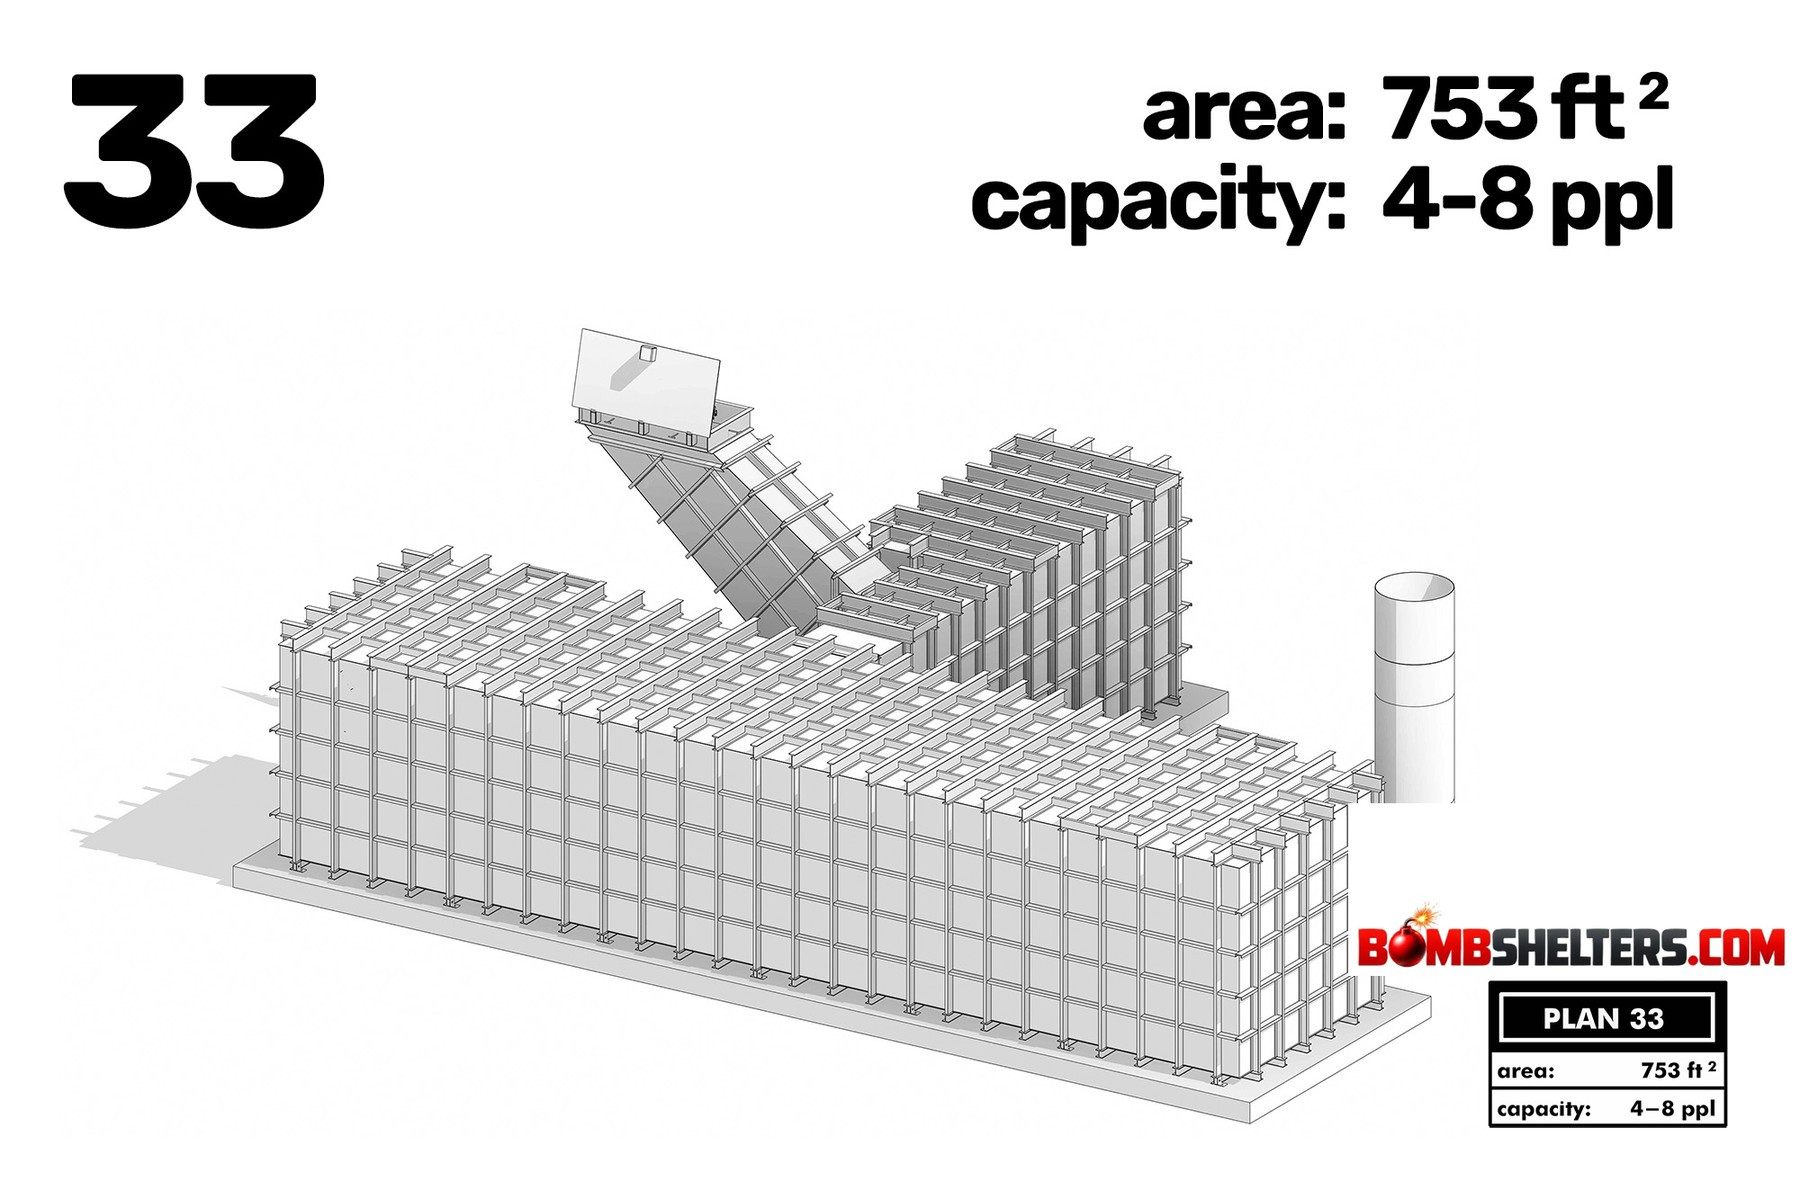 33
area: 753 ft²
capacity: 4-8 ppl
BOMBSHELTERS.COM
PLAN 33
area: 753 ft²
capacity: 4–8 ppl